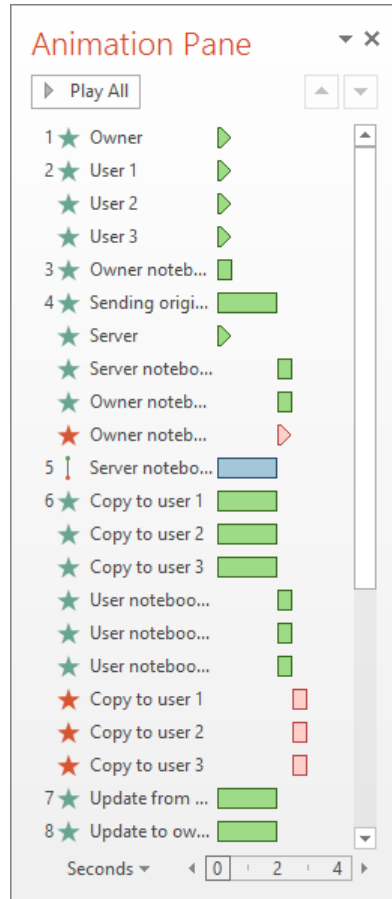 Animation Pane
Play All
1 Owner
2 User 1
User 2
User 3
3 Owner noteb...
4 Sending origi...
Server
Server notebo...
Owner noteb...
Owner noteb...
5 Server notebo...
6 Copy to user 1
Copy to user 2
Copy to user 3
User noteboo...
User noteboo...
User noteboo...
Copy to user 1
Copy to user 2
Copy to user 3
7 Update from ...
8 Update to ow...
Seconds 0 2 4